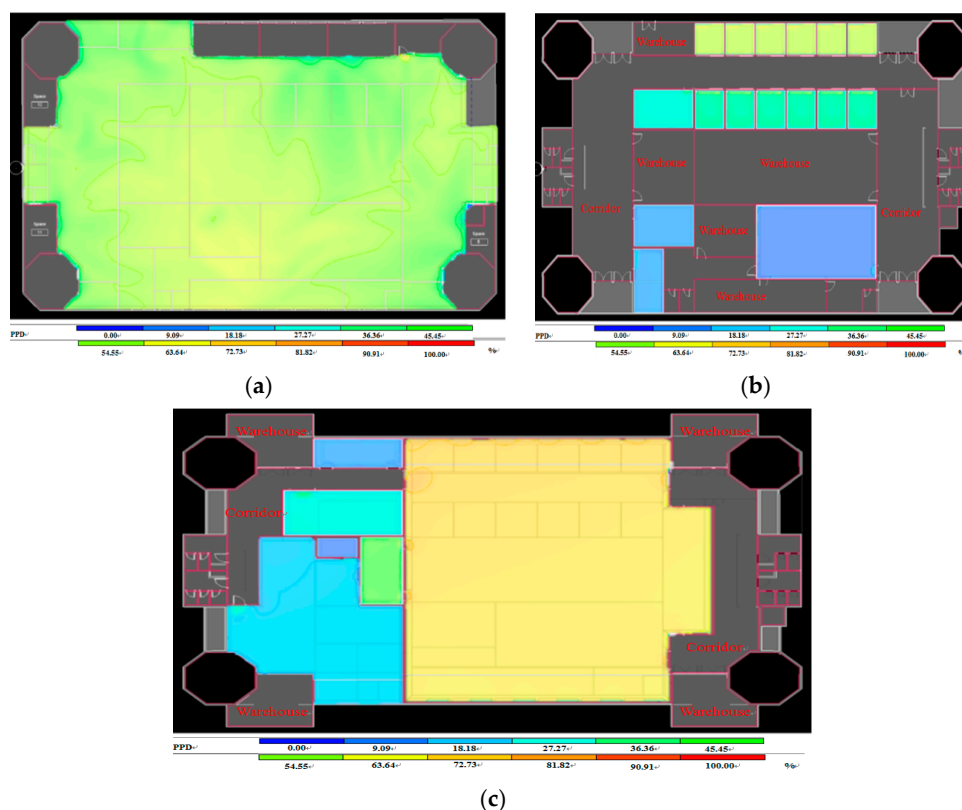 Space
Space
Space
PPD↵ 0.00↵ 9.09↵ 18.18↵ 27.27↵ 36.36↵ 45.45↵
54.55↵ 63.64↵ 72.73↵ 81.82↵ 90.91↵ 100.00↵ %↵
(a)
Warehouse
Warehouse
Warehouse
Corridor
Corridor
Warehouse
Warehouse
PPD↵ 0.00↵ 9.09↵ 18.18↵ 27.27↵ 36.36↵ 45.45↵
54.55↵ 63.64↵ 72.73↵ 81.82↵ 90.91↵ 100.00↵ %
(b)
Warehouse
Warehouse
Corridor
Corridor
Warehouse
Warehouse
PPD↵ 0.00↵ 9.09↵ 18.18↵ 27.27↵ 36.36↵ 45.45↵
54.55↵ 63.64↵ 72.73↵ 81.82↵ 90.91↵ 100.00↵ %↵
(c)